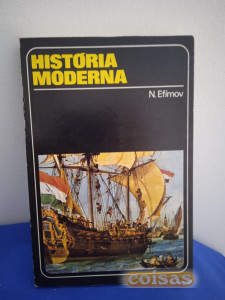 HISTÓRIA
MODERNA
N. Efimov
coisas